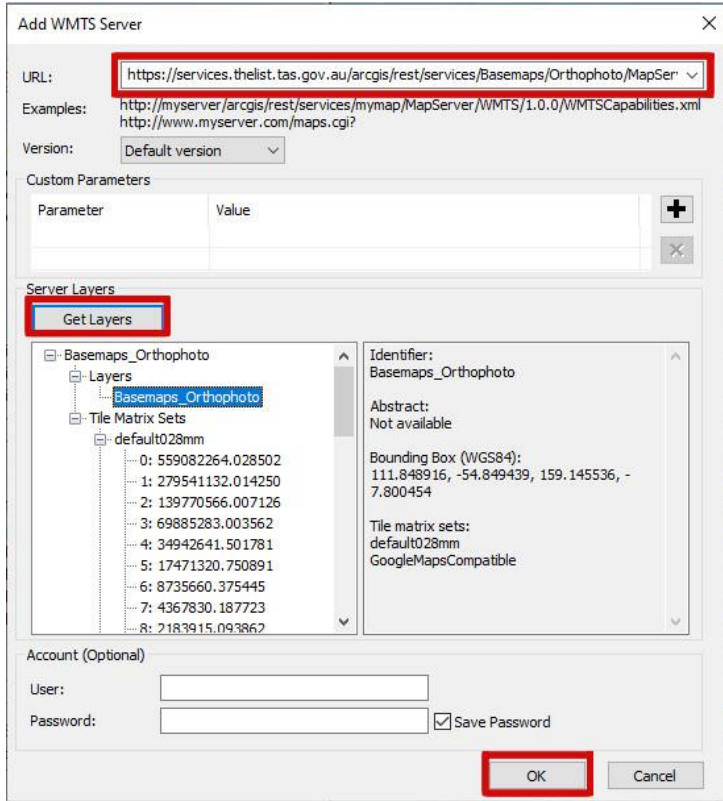 Add WMTS Server
URL:
https://services.thelist.tas.gov.au/arcgis/rest/services/Basemaps/Orthophoto/MapSer
Examples:
http://myserver/arcgis/rest/services/mymap/MapServer/WMTS/1.0.0/WMTSCapabilities.xml
http://www.myserver.com/maps.cgi?
Version:
Default version
Custom Parameters
Parameter Value
Server Layers
Get Layers
Basemaps_Orthophoto
Layers
Basemaps_Orthophoto
Tile Matrix Sets
default028mm
0: 559082264.028502
1: 279541132.014250
2: 139770566.007126
3: 69885283.003562
4: 34942641.501781
5: 17471320.750891
6: 8735660.375445
7: 4367830.187723
8: 2183915.093862
Identifier:
Basemaps_Orthophoto
Abstract:
Not available
Bounding Box (WGS84):
111.848916, -54.849439, 159.145536, -
7.800454
Tile matrix sets:
default028mm
GoogleMapsCompatible
Account (Optional)
User:
Password:
Save Password
OK
Cancel